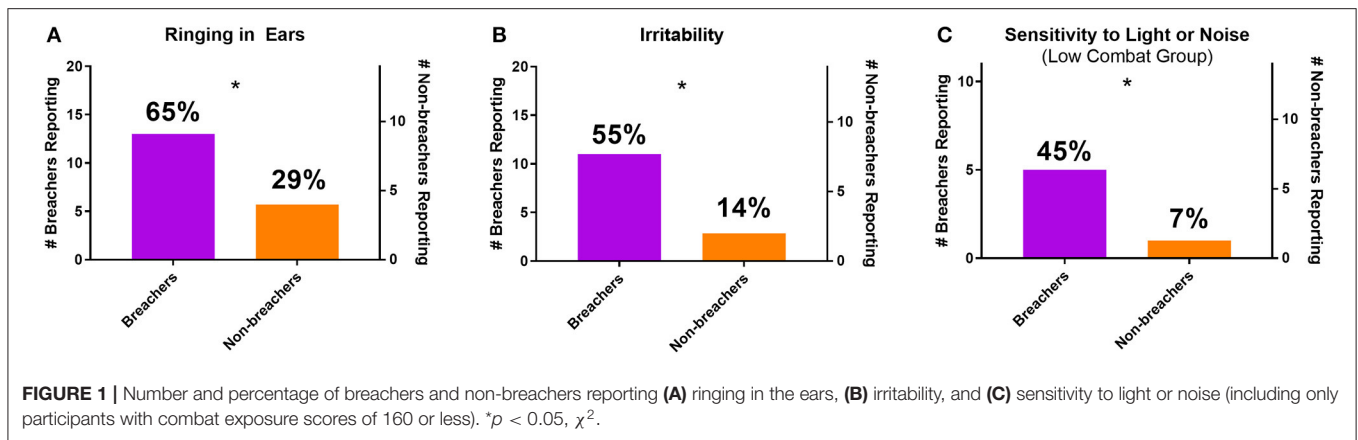 A
Ringing in Ears
# Breachers Reporting
20
15
10
5
0
*
65%
29%
10
5
0
# Non-breachers Reporting
Breachers
Non-breachers
B
Irritability
# Breachers Reporting
20
15
10
5
0
*
55%
14%
10
5
0
# Non-breachers Reporting
Breachers
Non-breachers
C
Sensitivity to Light or Noise
(Low Combat Group)
# Breachers Reporting
10
5
0
*
45%
7%
10
5
0
# Non-breachers Reporting
Breachers
Non-breachers
FIGURE 1 | Number and percentage of breachers and non-breachers reporting (A) ringing in the ears, (B) irritability, and (C) sensitivity to light or noise (including only
participants with combat exposure scores of 160 or less). *p < 0.05, χ².